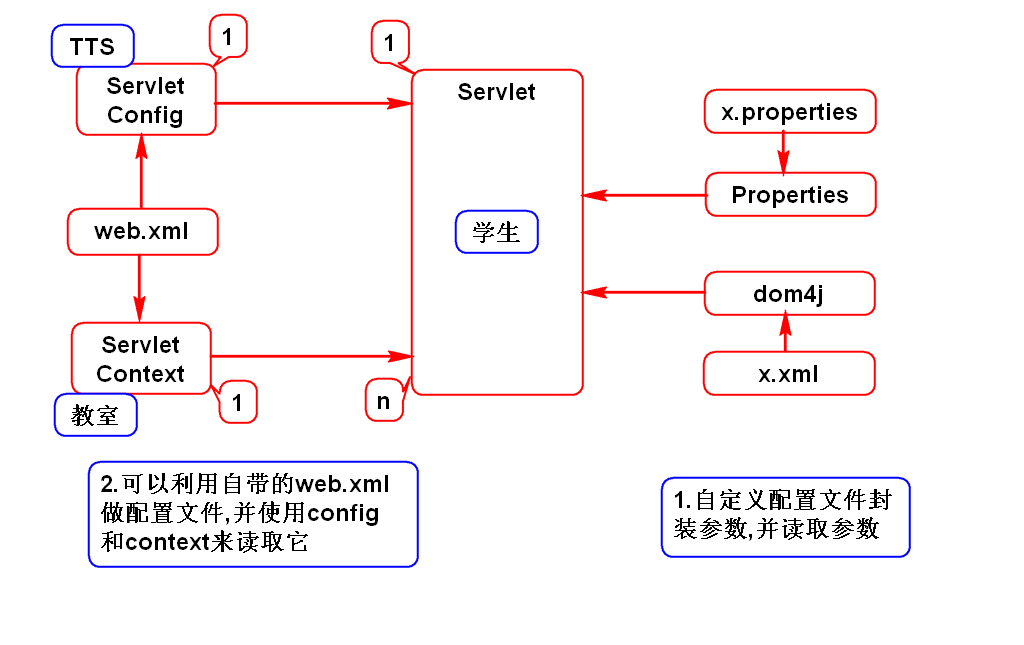 TTS
1
1
Servlet
Config
Servlet
x.properties
Properties
web.xml
学生
dom4j
Servlet
Context
x.xml
1
n
教室
2.可以利用自带的web.xml
做配置文件,并使用config
和context来读取它
1.自定义配置文件封
装参数,并读取参数